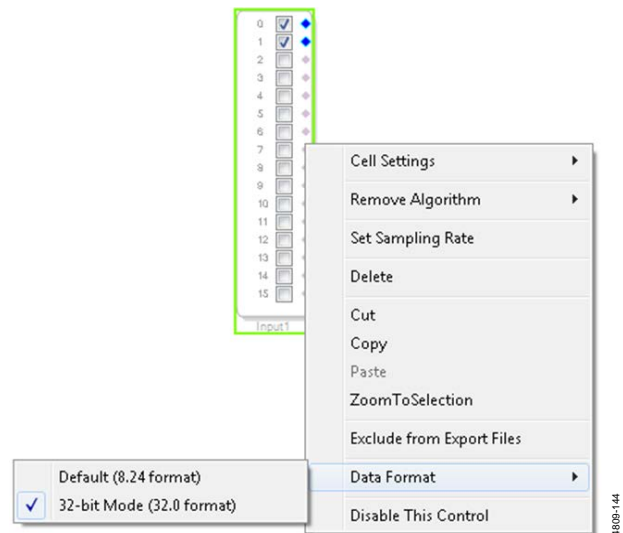 0
1
2
3
4
5
6
7
8
9
10
11
12
13
14
15
Input1
Cell Settings
Remove Algorithm
Set Sampling Rate
Delete
Cut
Copy
Paste
ZoomToSelection
Exclude from Export Files
Data Format
Disable This Control
Default (8.24 format)
32-bit Mode (32.0 format)
4809-144